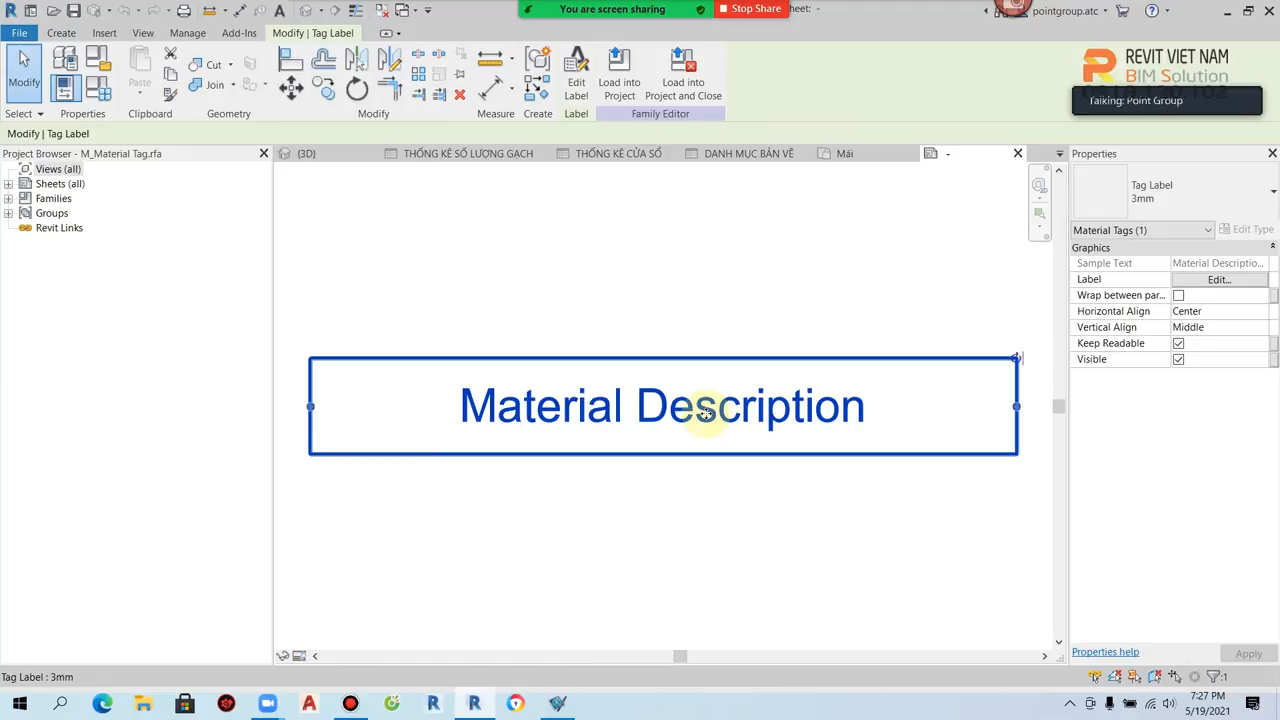 You are screen sharing
Stop Share
heet: -
pointgroup.atc
File
Create
Insert
View
Manage
Add-Ins
Modify | Tag Label
REVIT VIET NAM
BIM Solution
Talking: Point Group
Modify
Paste
Cut
Join
Edit Label
Load into Project
Load into Project and Close
Select
Properties
Clipboard
Geometry
Modify
Measure
Create
Label
Family Editor
Modify | Tag Label
Project Browser - M_Material Tag.rfa
(3D)
THỐNG KÊ SỐ LƯỢNG GẠCH
THỐNG KÊ CỬA SỔ
DANH MỤC BẢN VẼ
Mái
-
Properties
Views (all)
Sheets (all)
Families
Groups
Revit Links
Material Description
Tag Label
3mm
Material Tags (1)
Edit Type
Graphics
Sample Text
Material Descriptio...
Label
Edit...
Wrap between par...
Horizontal Align
Center
Vertical Align
Middle
Keep Readable
Visible
Properties help
Apply
Tag Label : 3mm
:1
7:27 PM
5/19/2021